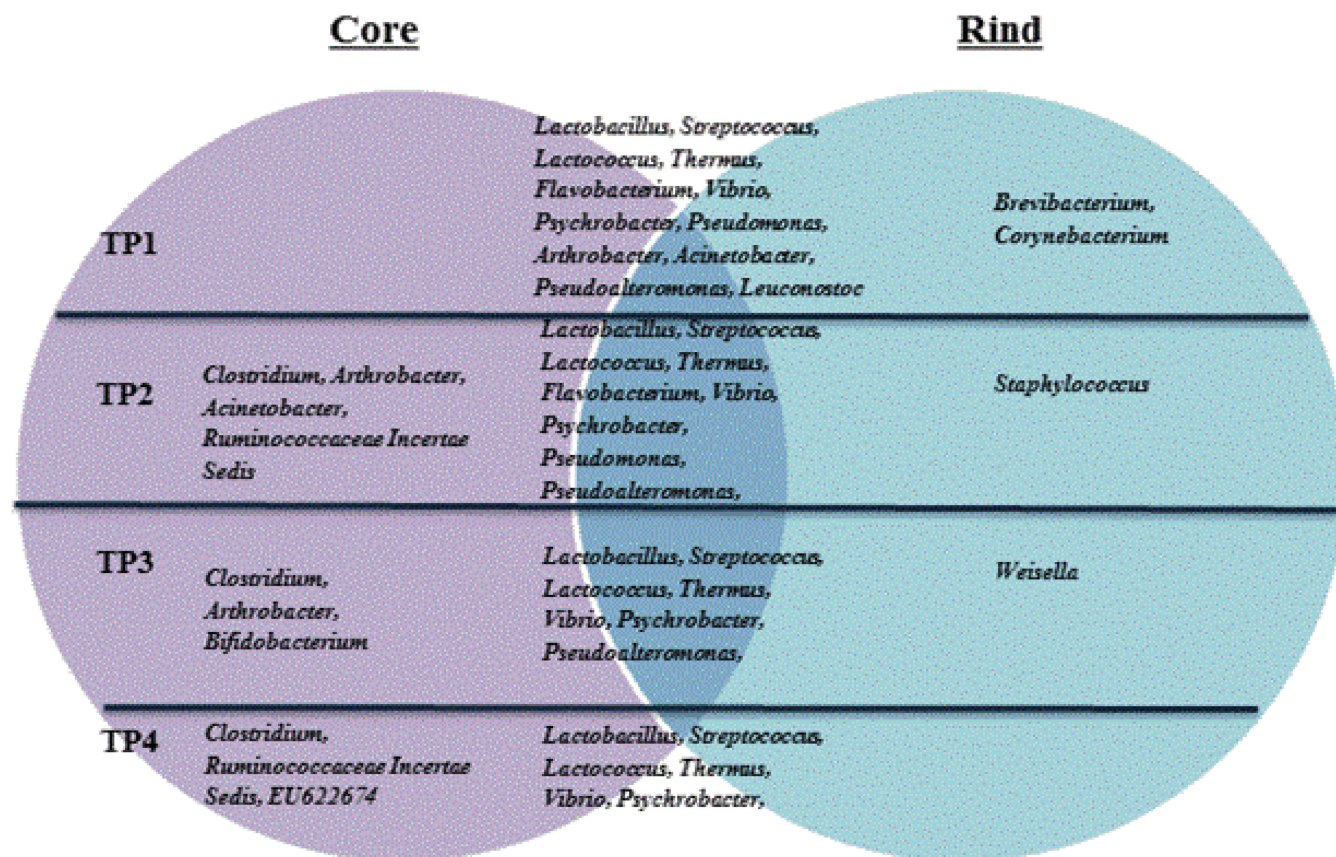 Core
Rind
Lactobacillus, Streptococcus,
Lactococcus, Thermus,
Flavobacterium, Vibrio,
Psychrobacter, Pseudomonas,
Arthrobacter, Acinetobacter,
Pseudoalteromonas, Leuconostoc
Brevibacterium,
Corynebacterium
TP1
TP2
Clostridium, Arthrobacter,
Acinetobacter,
Ruminococcaceae Incertae
Sedis
Lactobacillus, Streptococcus,
Lactococcus, Thermus,
Flavobacterium, Vibrio,
Psychrobacter,
Pseudomonas,
Pseudoalteromonas,
Staphylococcus
TP3
Clostridium,
Arthrobacter,
Bifidobacterium
Lactobacillus, Streptococcus,
Lactococcus, Thermus,
Vibrio, Psychrobacter,
Pseudoalteromonas,
Weisella
TP4
Clostridium,
Ruminococcaceae Incertae
Sedis, EU622674
Lactobacillus, Streptococcus,
Lactococcus, Thermus,
Vibrio, Psychrobacter,